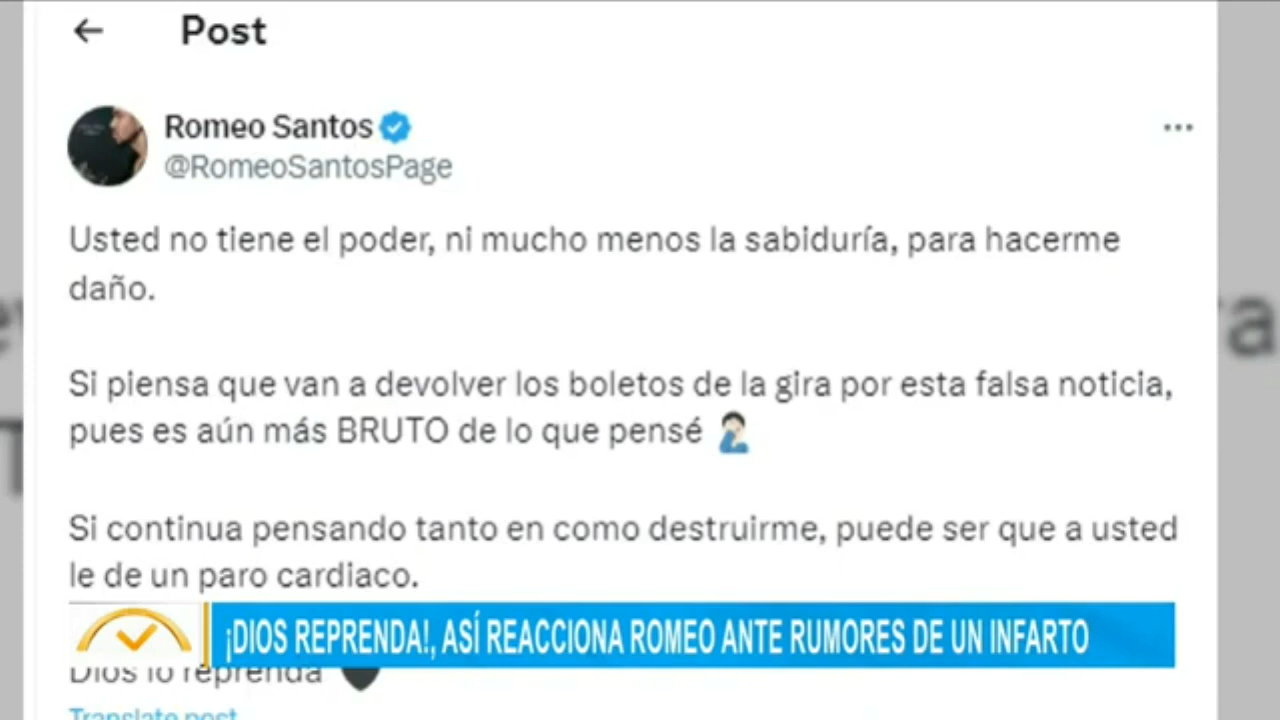 Post
Romeo Santos
@RomeoSantosPage
Usted no tiene el poder, ni mucho menos la sabiduría, para hacerme
daño.
Si piensa que van a devolver los boletos de la gira por esta falsa noticia,
pues es aún más BRUTO de lo que pensé
Si continua pensando tanto en como destruirme, puede ser que a usted
le de un paro cardiaco.
¡DIOS REPRENDA!, ASÍ REACCIONA ROMEO ANTE RUMORES DE UN INFARTO
Dios lo reprenda
Translate post